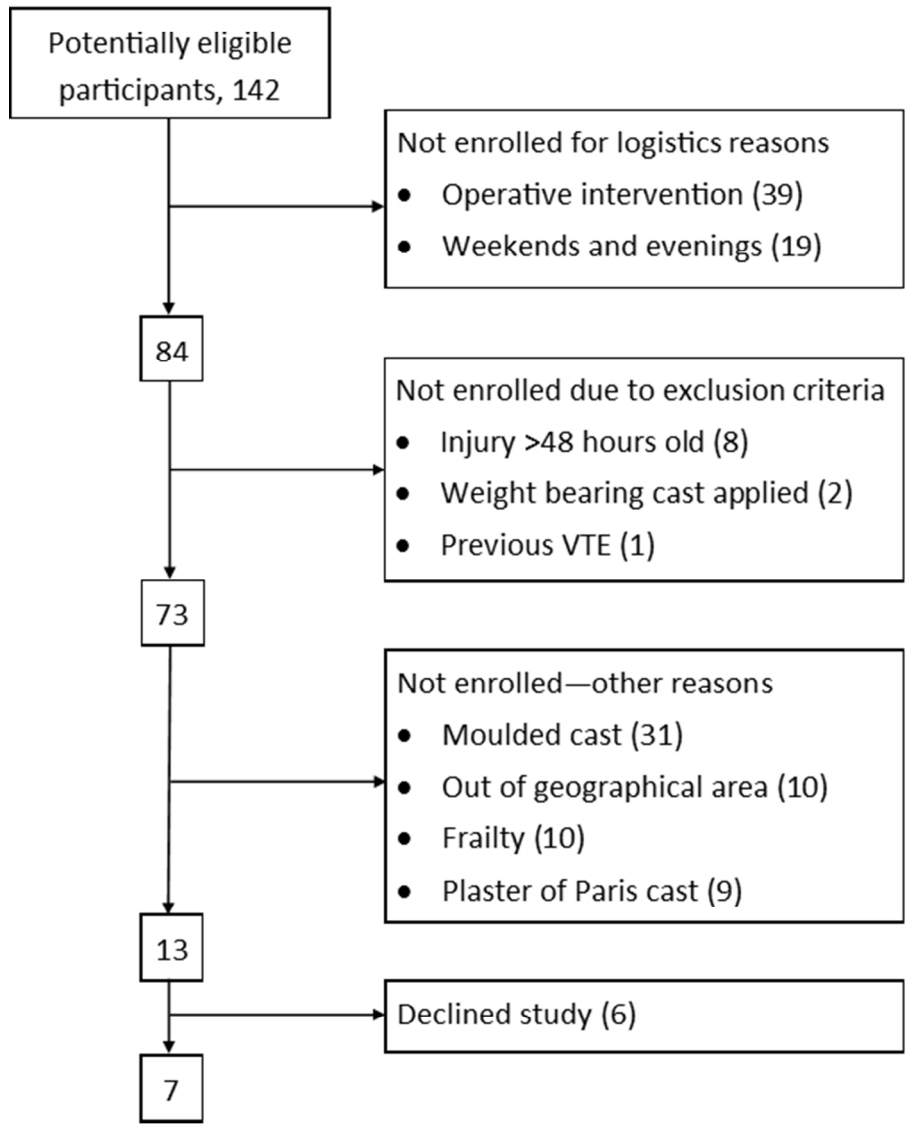 Potentially eligible
participants, 142
Not enrolled for logistics reasons
• Operative intervention (39)
• Weekends and evenings (19)
84
Not enrolled due to exclusion criteria
• Injury >48 hours old (8)
• Weight bearing cast applied (2)
• Previous VTE (1)
73
Not enrolled—other reasons
• Moulded cast (31)
• Out of geographical area (10)
• Frailty (10)
• Plaster of Paris cast (9)
13
Declined study (6)
7